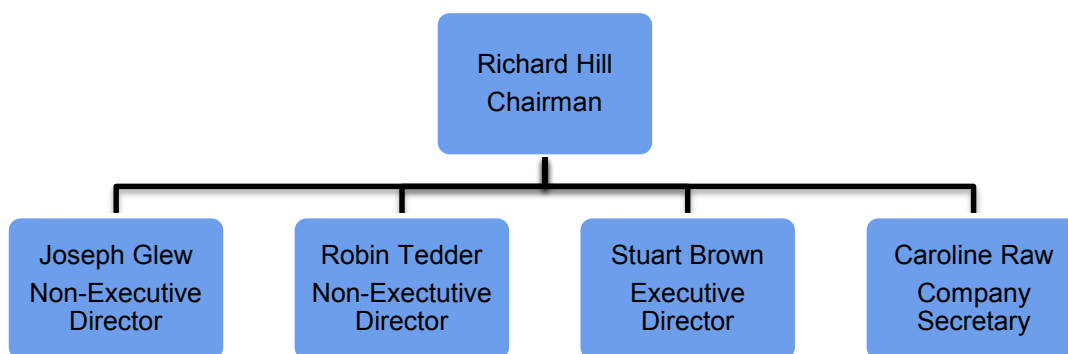 Richard Hill
Chairman
Joseph Glew
Non-Executive
Director
Robin Tedder
Non-Exectutive
Director
Stuart Brown
Executive
Director
Caroline Raw
Company
Secretary